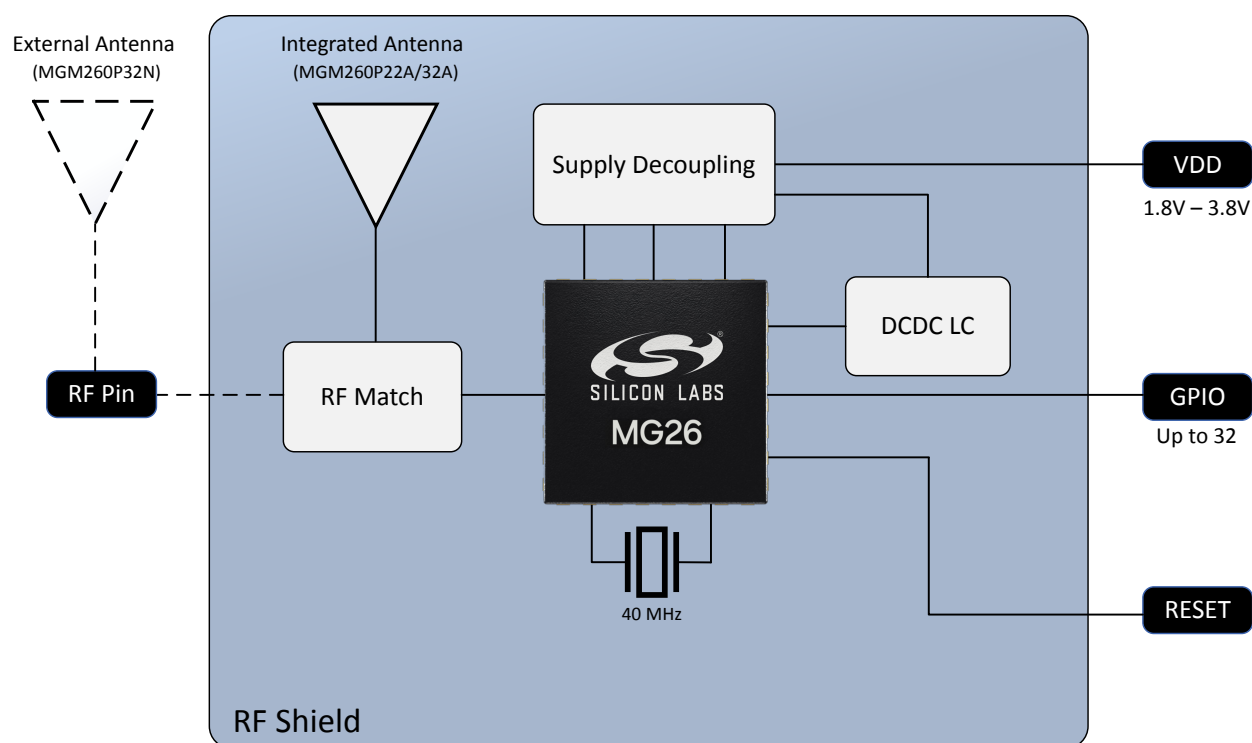 External Antenna
(MGM260P32N)
Integrated Antenna
(MGM260P22A/32A)
Supply Decoupling
VDD
1.8V – 3.8V
DCDC LC
RF Pin
RF Match
®
SILICON LABS
MG26
GPIO
Up to 32
40 MHz
RESET
RF Shield